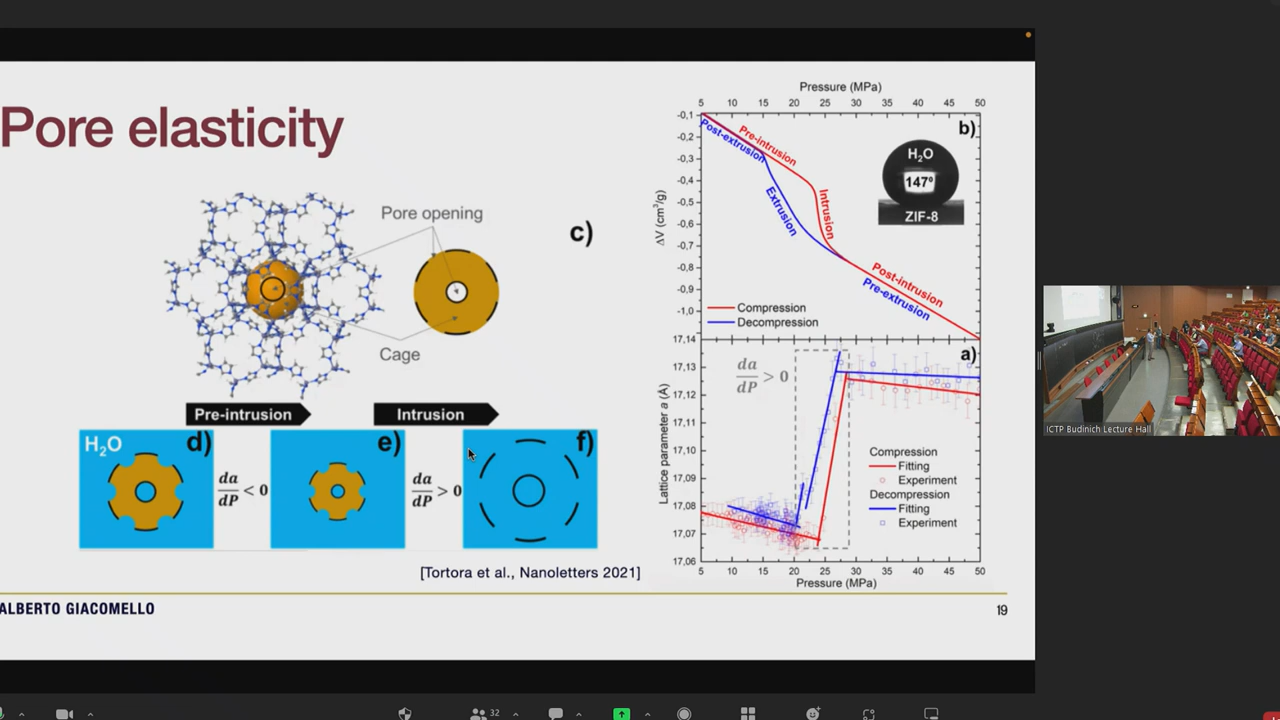 Pore elasticity
Pore opening
Cage
c)
Pre-intrusion
Intrusion
H₂O
d)
da/dP < 0
e)
da/dP > 0
f)
[Tortora et al., Nanoletters 2021]
Pressure (MPa)
5 10 15 20 25 30 35 40 45 50
-0,1
-0,2
-0,3
-0,4
-0,5
-0,6
-0,7
-0,8
-0,9
-1,0
ΔV (cm³/g)
b)
Pre-intrusion
Post-extrusion
Extrusion
Intrusion
Post-intrusion
Pre-extrusion
H₂O
147º
ZIF-8
Compression
Decompression
17,14
17,13
17,12
17,11
17,10
17,09
17,08
17,07
17,06
Lattice parameter a (Å)
a)
da/dP > 0
Compression
Fitting
Experiment
Decompression
Fitting
Experiment
5 10 15 20 25 30 35 40 45 50
Pressure (MPa)
ALBERTO GIACOMELLO
19
ICTP Budinich Lecture Hall
32